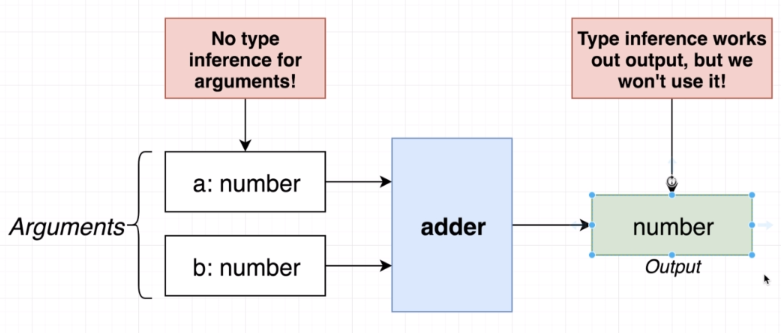 No type
inference for
arguments!
Type inference works
out output, but we
won't use it!
Arguments
a: number
b: number
adder
number
Output